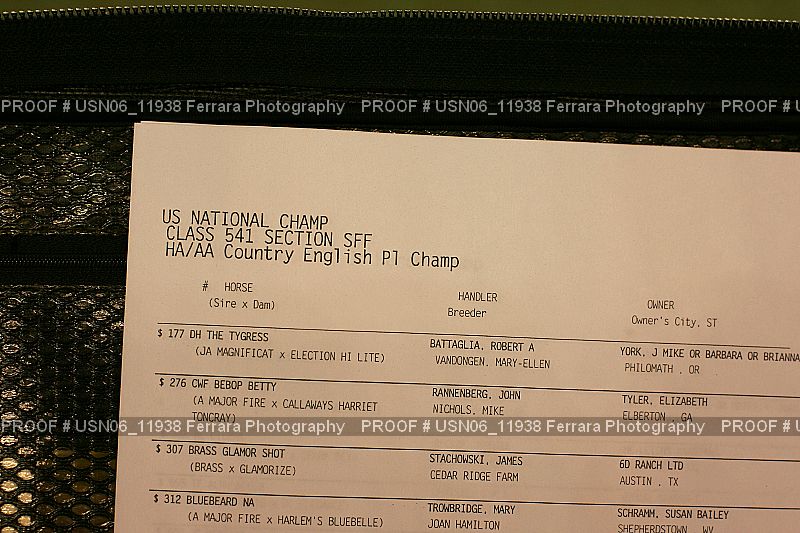 PROOF # USN06_11938 Ferrara Photography PROOF # USN06_11938 Ferrara Photography PROOF # USN
US NATIONAL CHAMP
CLASS 541 SECTION SFF
HA/AA Country English Pl Champ
# HORSE HANDLER OWNER
(Sire x Dam) Breeder Owner's City, ST
$ 177 DH THE TYGRESS BATTAGLIA, ROBERT A YORK, J MIKE OR BARBARA OR BRIANNA
(JA MAGNIFICAT x ELECTION HI LITE) VANDONGEN, MARY-ELLEN PHILOMATH , OR
$ 276 CWF BEBOP BETTY RANNENBERG, JOHN TYLER, ELIZABETH
(A MAJOR FIRE x CALLAWAYS HARRIET NICHOLS, MIKE ELBERTON , GA
TONCRAY)
PROOF # USN06_11938 Ferrara Photography PROOF # USN06_11938 Ferrara Photography PROOF # USN
$ 307 BRASS GLAMOR SHOT STACHOWSKI, JAMES 6D RANCH LTD
(BRASS x GLAMORIZE) CEDAR RIDGE FARM AUSTIN , TX
$ 312 BLUEBEARD NA TROWBRIDGE, MARY SCHRAMM, SUSAN BAILEY
(A MAJOR FIRE x HARLEM'S BLUEBELLE) JOAN HAMILTON SHEPHERDSTOWN , WV